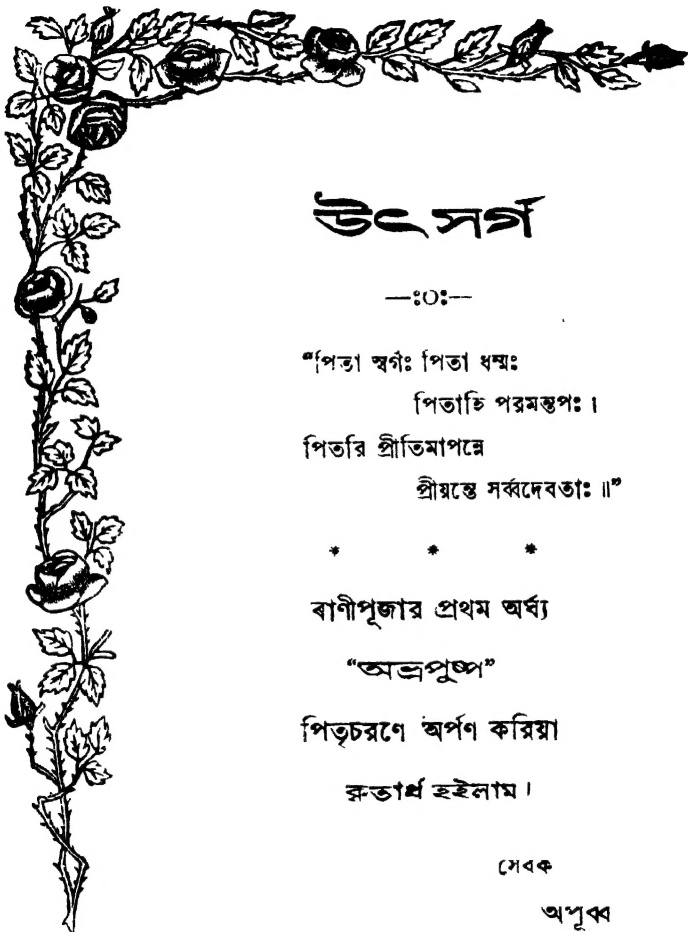 উৎসর্গ
—:০:—
“পিতা স্বর্গঃ পিতা ধর্ম্মঃ
পিতাহি পরমন্তপঃ।
পিতরি প্রীতিমাপন্নে
প্রীয়ন্তে সর্ব্বদেবতাঃ॥”
* * *
বাণীপূজার প্রথম অর্ঘ্য
“অভ্রপুষ্প”
পিতৃচরণে অর্পণ করিয়া
কৃতার্থ হইলাম।
সেবক
অপূর্ব্ব